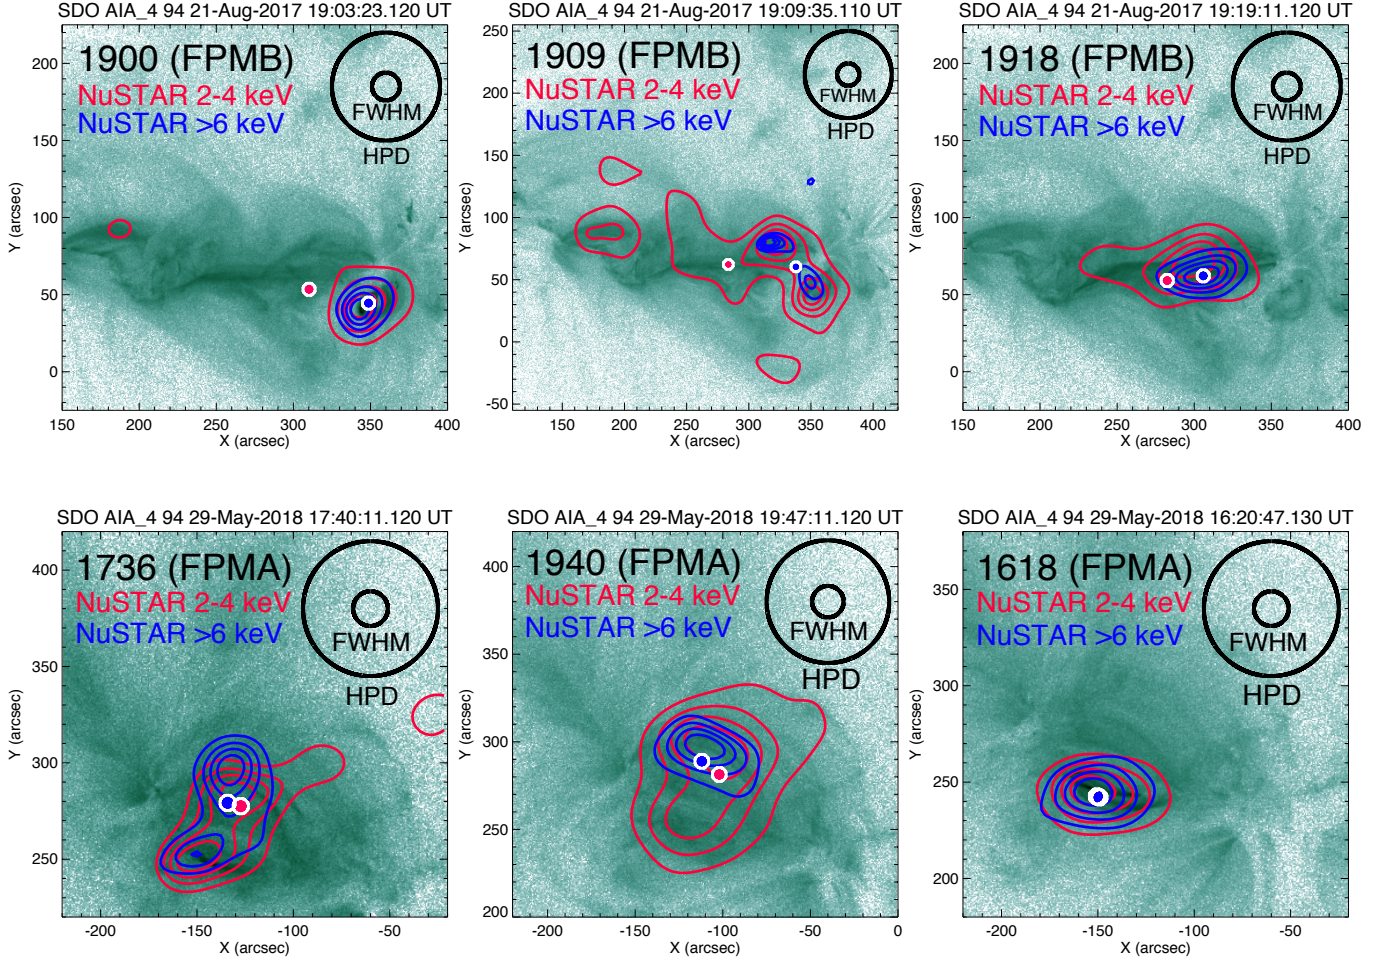 SDO AIA_4 94 21-Aug-2017 19:03:23.120 UT
1900 (FPMB)
NuSTAR 2-4 keV
NuSTAR >6 keV
FWHM
HPD
Y (arcsec)
200
150
100
50
0
150 200 250 300 350 400
X (arcsec)
SDO AIA_4 94 21-Aug-2017 19:09:35.110 UT
1909 (FPMB)
NuSTAR 2-4 keV
NuSTAR >6 keV
FWHM
HPD
Y (arcsec)
250
200
150
100
50
0
-50
150 200 250 300 350 400
X (arcsec)
SDO AIA_4 94 21-Aug-2017 19:19:11.120 UT
1918 (FPMB)
NuSTAR 2-4 keV
NuSTAR >6 keV
FWHM
HPD
Y (arcsec)
200
150
100
50
0
150 200 250 300 350 400
X (arcsec)
SDO AIA_4 94 29-May-2018 17:40:11.120 UT
1736 (FPMA)
NuSTAR 2-4 keV
NuSTAR >6 keV
FWHM
HPD
Y (arcsec)
400
350
300
250
-200 -150 -100 -50
X (arcsec)
SDO AIA_4 94 29-May-2018 19:47:11.120 UT
1940 (FPMA)
NuSTAR 2-4 keV
NuSTAR >6 keV
FWHM
HPD
Y (arcsec)
400
350
300
250
200
-200 -150 -100 -50 0
X (arcsec)
SDO AIA_4 94 29-May-2018 16:20:47.130 UT
1618 (FPMA)
NuSTAR 2-4 keV
NuSTAR >6 keV
FWHM
HPD
Y (arcsec)
350
300
250
200
-200 -150 -100 -50
X (arcsec)